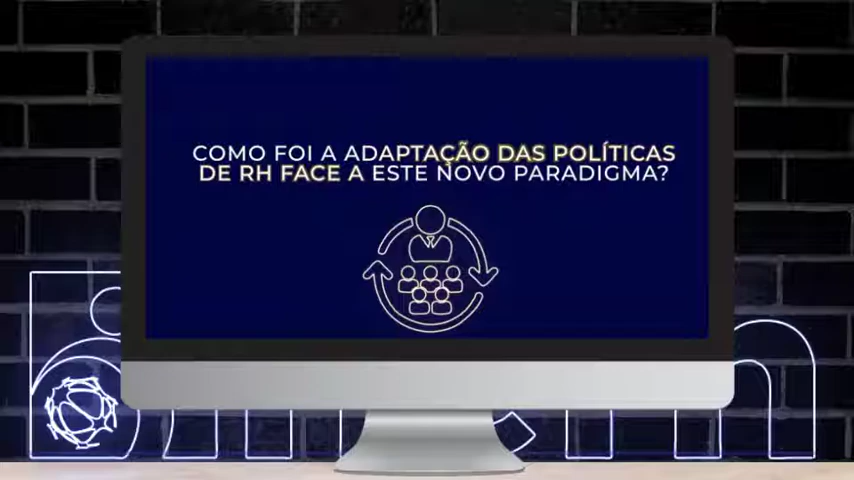 COMO FOI A ADAPTAÇÃO DAS POLÍTICAS
DE RH FACE A ESTE NOVO PARADIGMA?